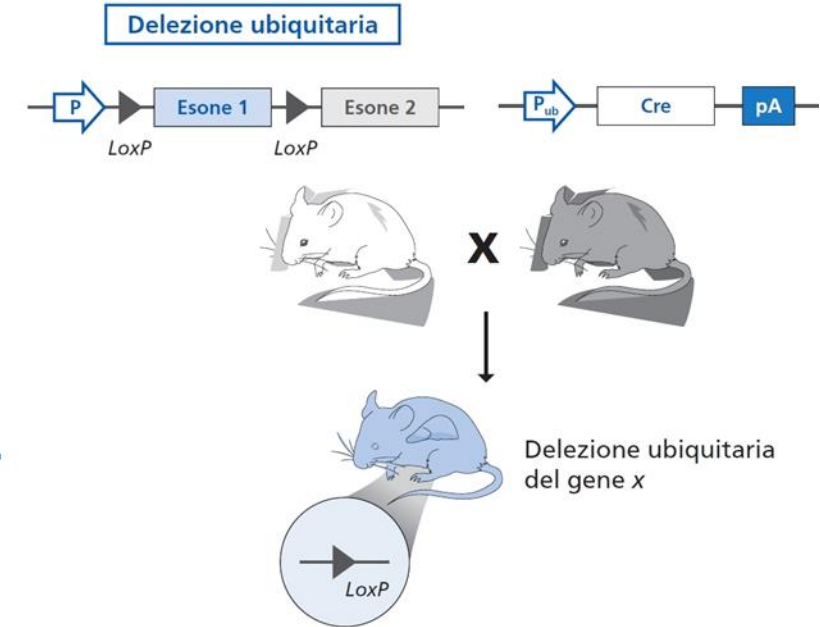 Delezione ubiquitaria
P
Esone 1
Esone 2
LoxP
LoxP
Pub
Cre
pA
X
Delezione ubiquitaria
del gene x
LoxP